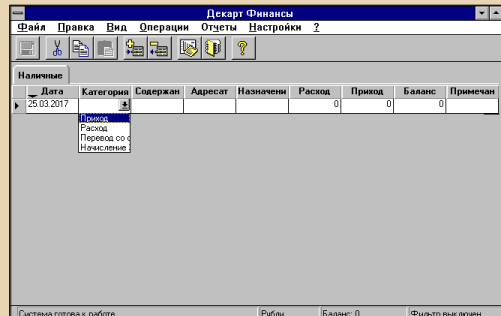 Декарт Финансы
Файл Правка Вид Операции Отчеты Настройки ?
Наличные
Дата Категория Содержан Адресат Назначени Расход Приход Баланс Примечан
25.03.2017 0 0 0
Приход
Расход
Перевод со с
Начисление
Система готова к работе Рубли Баланс: 0 Фильтр выключен